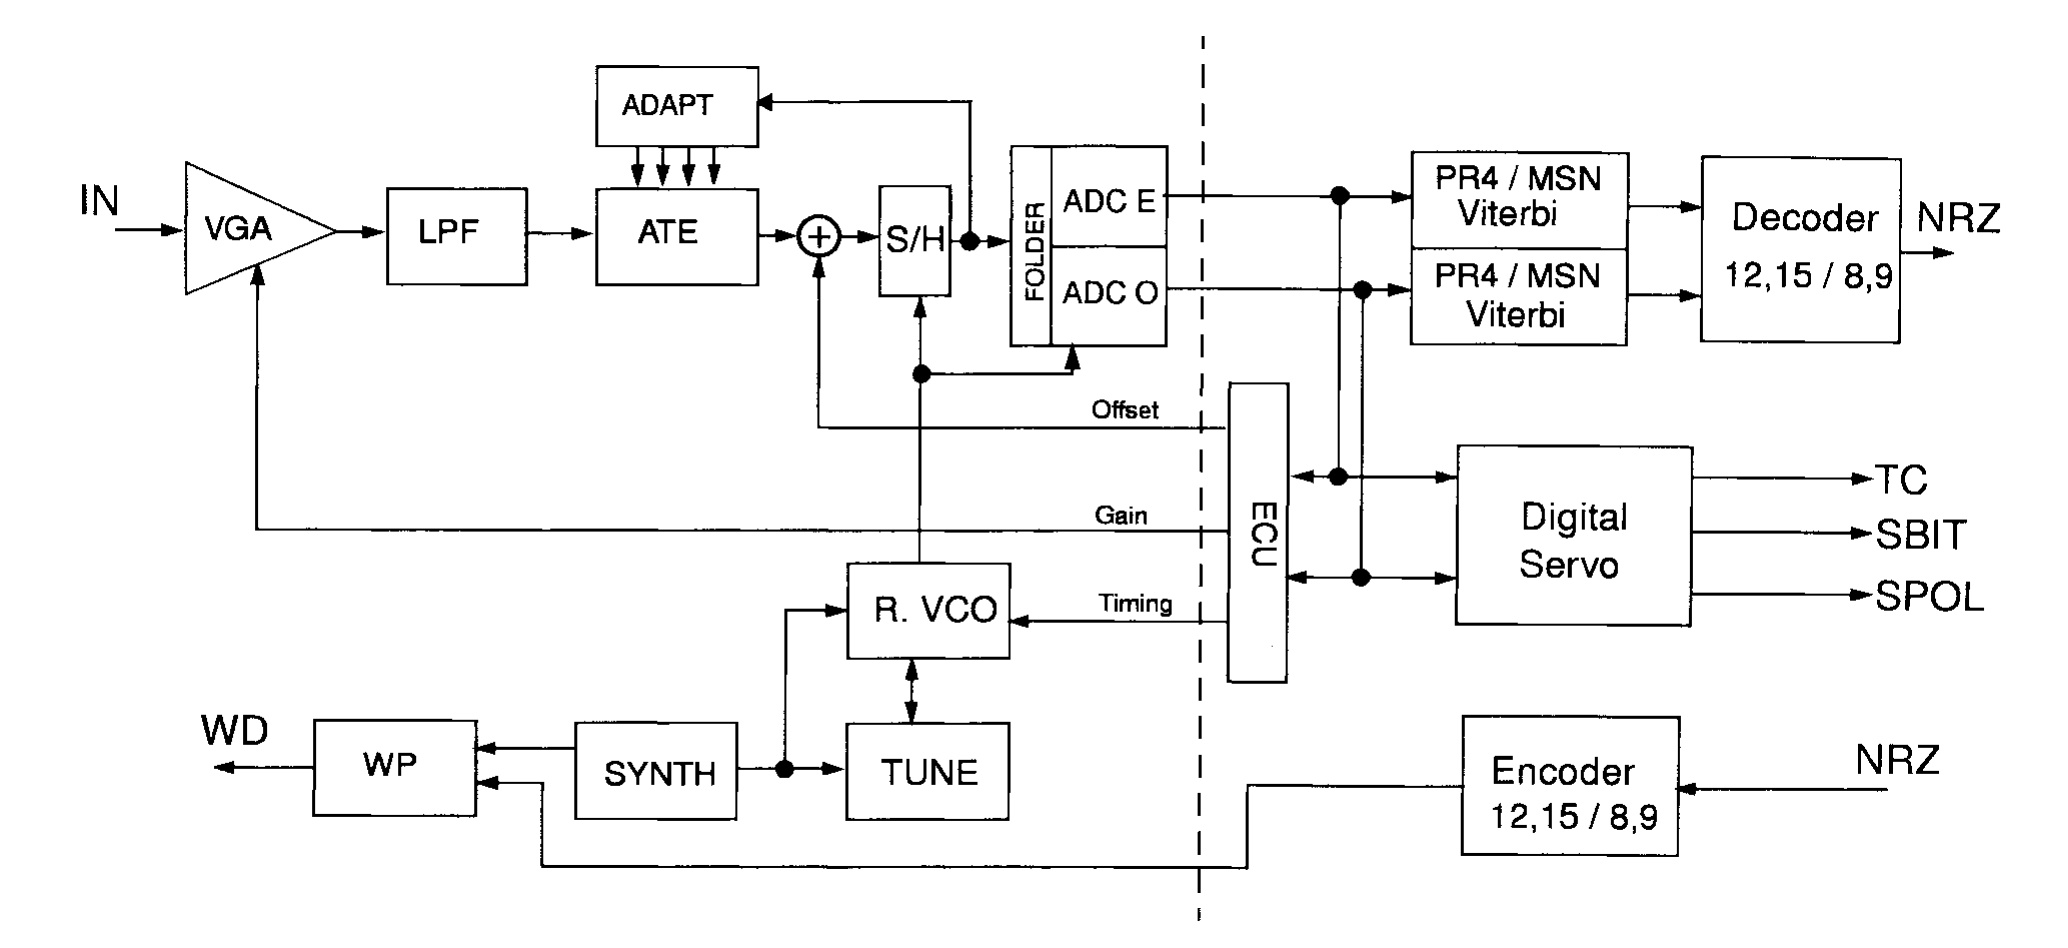 ADAPT
IN
VGA
LPF
ATE
+
S/H
FOLDER
ADC E
ADC O
PR4 / MSN
Viterbi
PR4 / MSN
Viterbi
Decoder
12,15 / 8,9
NRZ
Offset
Gain
Timing
ECU
Digital
Servo
TC
SBIT
SPOL
R. VCO
WD
WP
SYNTH
TUNE
Encoder
12,15 / 8,9
NRZ